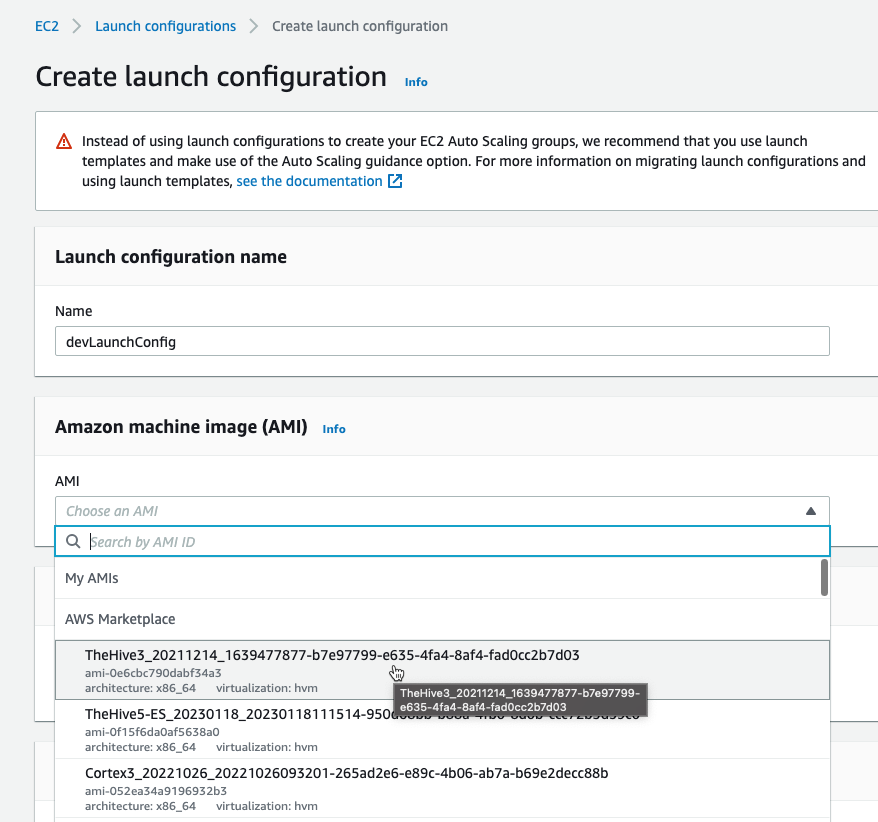 EC2 > Launch configurations > Create launch configuration
Create launch configuration Info
Instead of using launch configurations to create your EC2 Auto Scaling groups, we recommend that you use launch
templates and make use of the Auto Scaling guidance option. For more information on migrating launch configurations and
using launch templates, see the documentation
Launch configuration name
Name
devLaunchConfig
Amazon machine image (AMI) Info
AMI
Choose an AMI
Search by AMI ID
My AMIs
AWS Marketplace
TheHive3_20211214_1639477877-b7e97799-e635-4fa4-8af4-fad0cc2b7d03
ami-0e6cbc790dabf34a3
architecture: x86_64 virtualization: hvm
TheHive3_20211214_1639477877-b7e97799-
e635-4fa4-8af4-fad0cc2b7d03
TheHive5-ES_20230118_20230118111514
ami-0f15f6da0af5638a0
architecture: x86_64 virtualization: hvm
Cortex3_20221026_20221026093201-265ad2e6-e89c-4b06-ab7a-b69e2decc88b
ami-052ea34a9196932b3
architecture: x86_64 virtualization: hvm